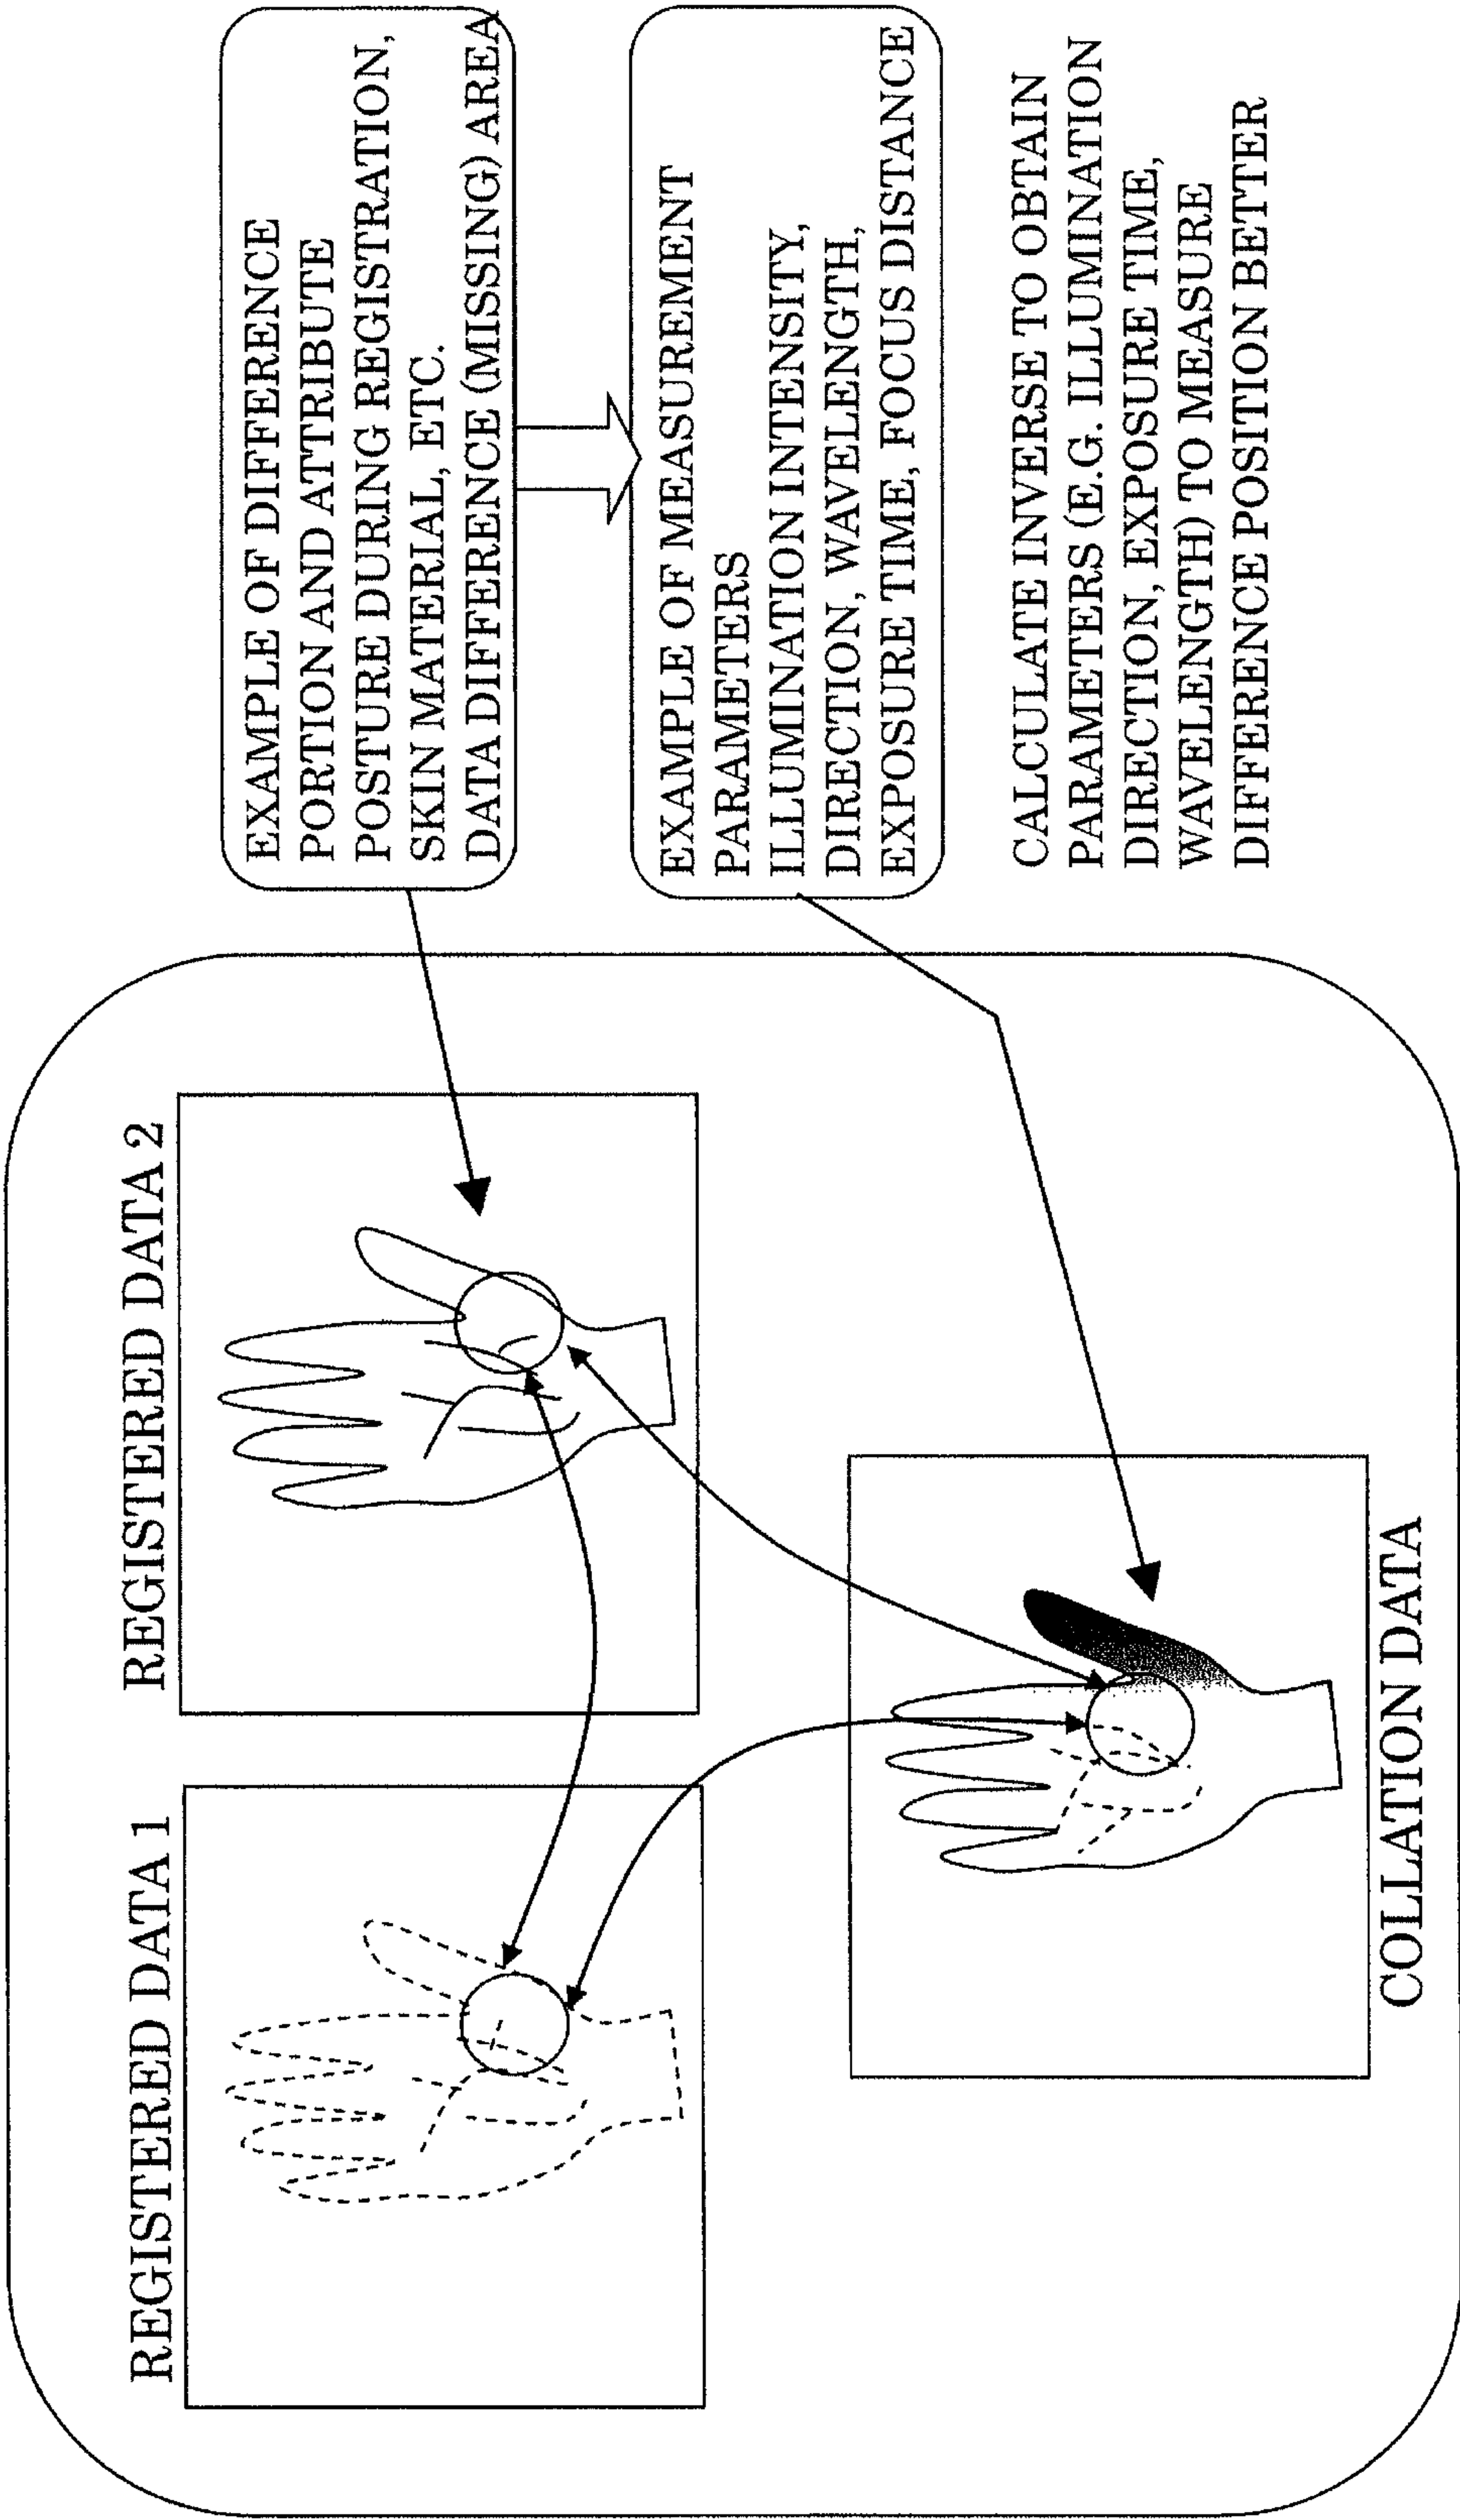 REGISTERED DATA 1
REGISTERED DATA 2
COLLATION DATA
EXAMPLE OF DIFFERENCE
PORTION AND ATTRIBUTE
POSTURE DURING REGISTRATION,
SKIN MATERIAL, ETC.
DATA DIFFERENCE (MISSING) AREA
EXAMPLE OF MEASUREMENT
PARAMETERS
ILLUMINATION INTENSITY,
DIRECTION, WAVELENGTH,
EXPOSURE TIME, FOCUS DISTANCE
CALCULATE INVERSE TO OBTAIN
PARAMETERS (E.G. ILLUMINATION
DIRECTION, EXPOSURE TIME,
WAVELENGTH) TO MEASURE
DIFFERENCE POSITION BETTER